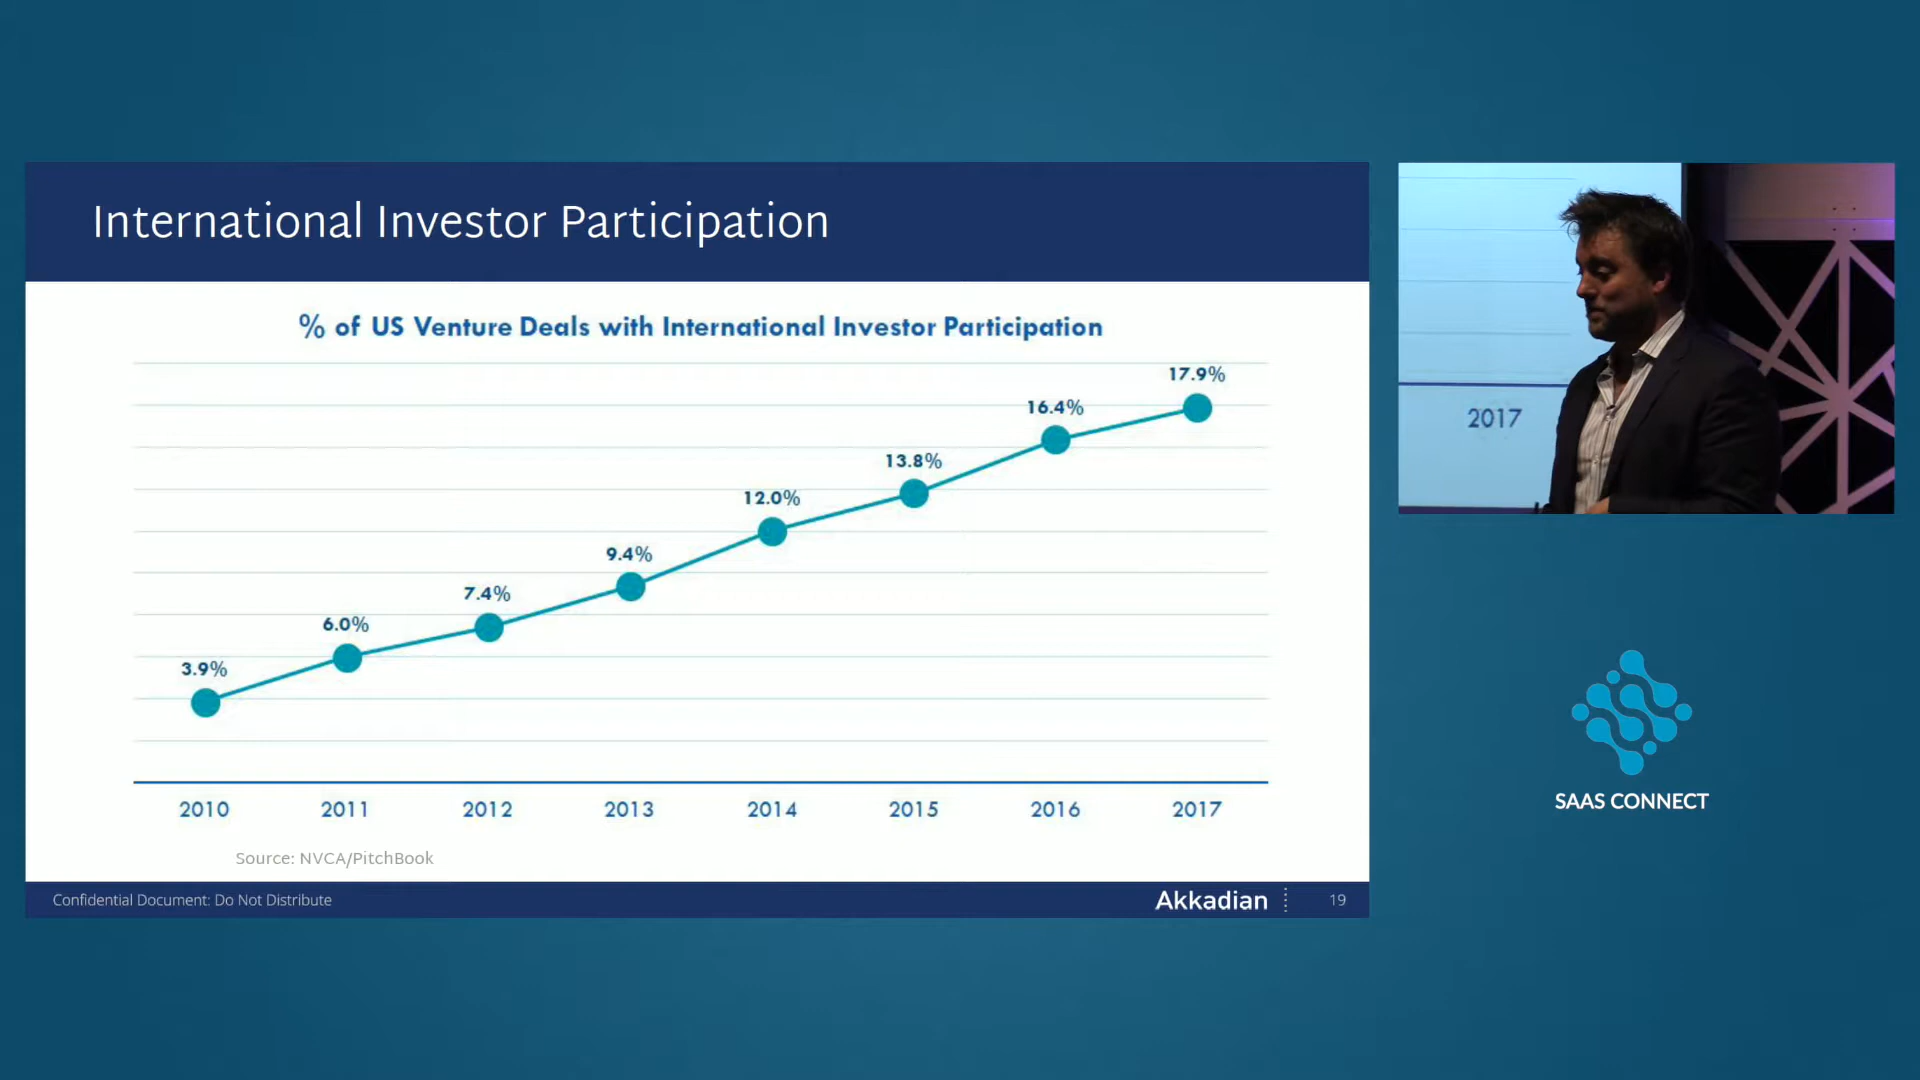 International Investor Participation
% of US Venture Deals with International Investor Participation
17.9%
16.4%
13.8%
12.0%
9.4%
7.4%
6.0%
3.9%
2010 2011 2012 2013 2014 2015 2016 2017
Source: NVCA/PitchBook
Confidential Document: Do Not Distribute
Akkadian
19
2017
SAAS CONNECT